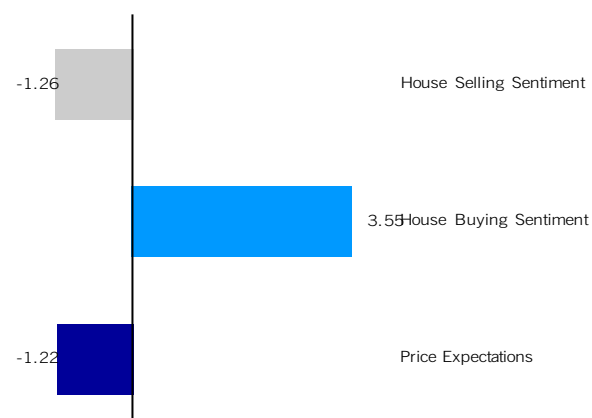 -1.26 House Selling Sentiment
3.55 House Buying Sentiment
-1.22 Price Expectations